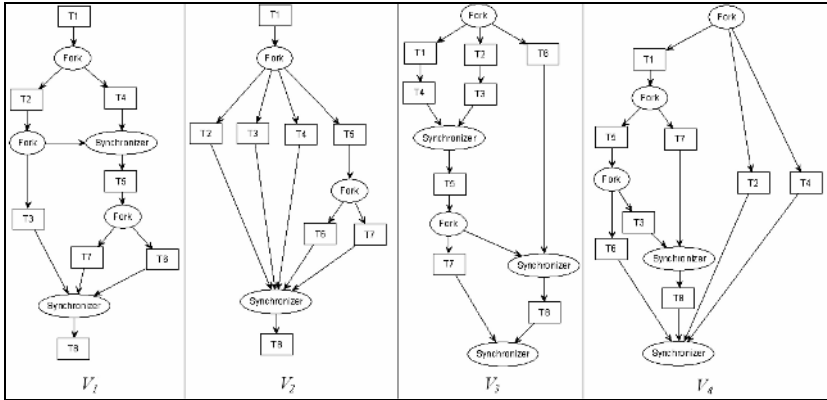 T1
Fork
T2
T4
Fork
Synchronizer
T5
Fork
T3
T7
T6
Synchronizer
T8
V1
T1
Fork
T2
T3
T4
T5
Fork
T6
T7
Synchronizer
T8
V2
Fork
T1
T2
T6
T4
T3
Synchronizer
T5
Fork
T7
Synchronizer
T8
Synchronizer
V3
Fork
T1
Fork
T5
T7
Fork
T2
T4
T3
T6
Synchronizer
T8
Synchronizer
V4